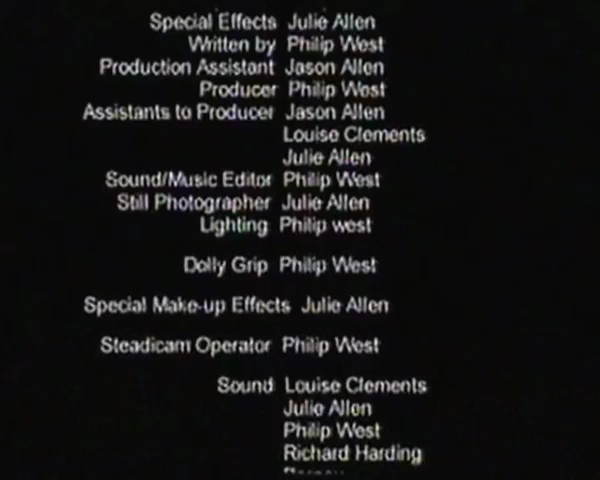 Special Effects Julie Allen
Written by Philip West
Production Assistant Jason Allen
Producer Philip West
Assistants to Producer Jason Allen
Louise Clements
Julie Allen
Sound/Music Editor Philip West
Still Photographer Julie Allen
Lighting Philip west
Dolly Grip Philip West
Special Make-up Effects Julie Allen
Steadicam Operator Philip West
Sound Louise Clements
Julie Allen
Philip West
Richard Harding